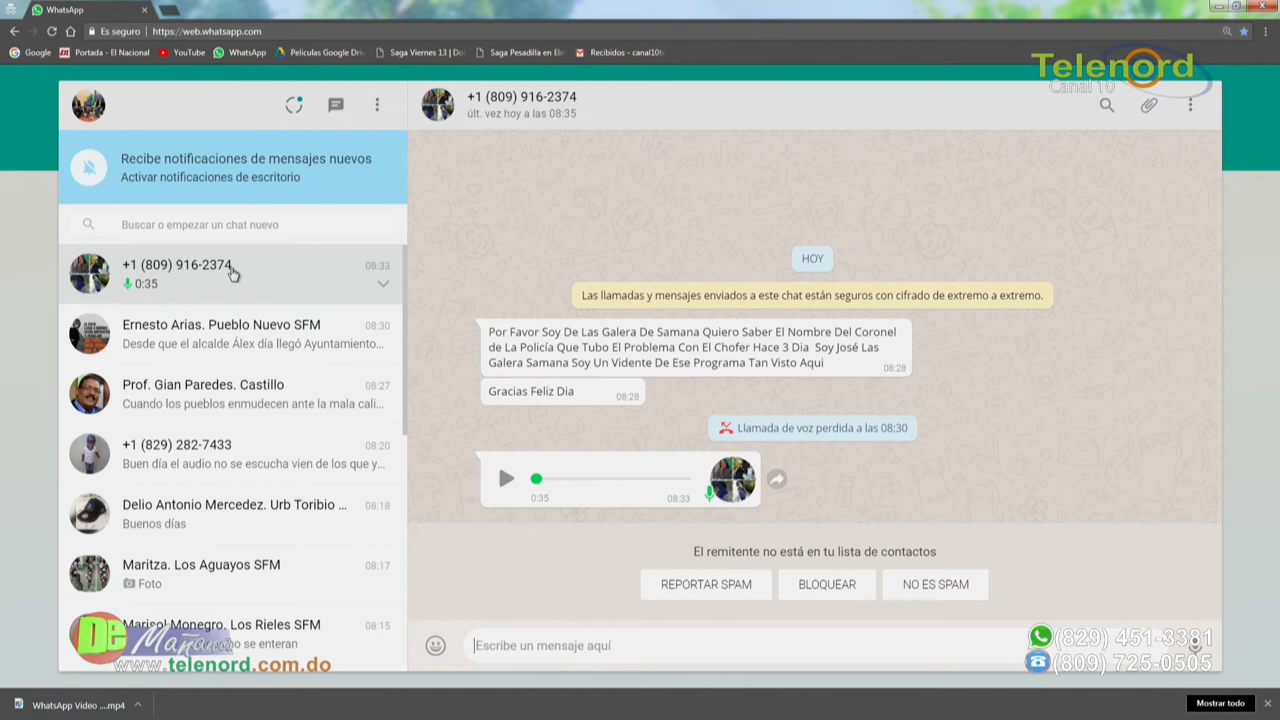 WhatsApp
Es seguro
https://web.whatsapp.com
Google
Portada - El Nacional
YouTube
WhatsApp
Peliculas Google Dri
Saga Viernes 13 | Do
Saga Pesadilla en Elm
Recibidos - canal10t
Telenord
Canal 10
+1 (809) 916-2374
últ. vez hoy a las 08:35
Recibe notificaciones de mensajes nuevos
Activar notificaciones de escritorio
Buscar o empezar un chat nuevo
+1 (809) 916-2374
08:33
0:35
Ernesto Arias. Pueblo Nuevo SFM
08:30
Desde que el alcalde Álex día llegó Ayuntamiento...
Prof. Gian Paredes. Castillo
08:27
Cuando los pueblos enmudecen ante la mala cali...
+1 (829) 282-7433
08:20
Buen día el audio no se escucha vien de los que y...
Delio Antonio Mercedez. Urb Toribio ...
08:18
Buenos días
Maritza. Los Aguayos SFM
08:17
Foto
Marisol Monegro. Los Rieles SFM
08:15
no se enteran
De Mañana
www.telenord.com.do
HOY
Las llamadas y mensajes enviados a este chat están seguros con cifrado de extremo a extremo.
Por Favor Soy De Las Galera De Samana Quiero Saber El Nombre Del Coronel
de La Policía Que Tubo El Problema Con El Chofer Hace 3 Dia Soy José Las
Galera Samana Soy Un Vidente De Ese Programa Tan Visto Aqui
08:28
Gracias Feliz Dia
08:28
Llamada de voz perdida a las 08:30
0:35
08:33
El remitente no está en tu lista de contactos
REPORTAR SPAM
BLOQUEAR
NO ES SPAM
Escribe un mensaje aquí
(829) 451-3381
(809) 725-0505
WhatsApp Video ....mp4
Mostrar todo